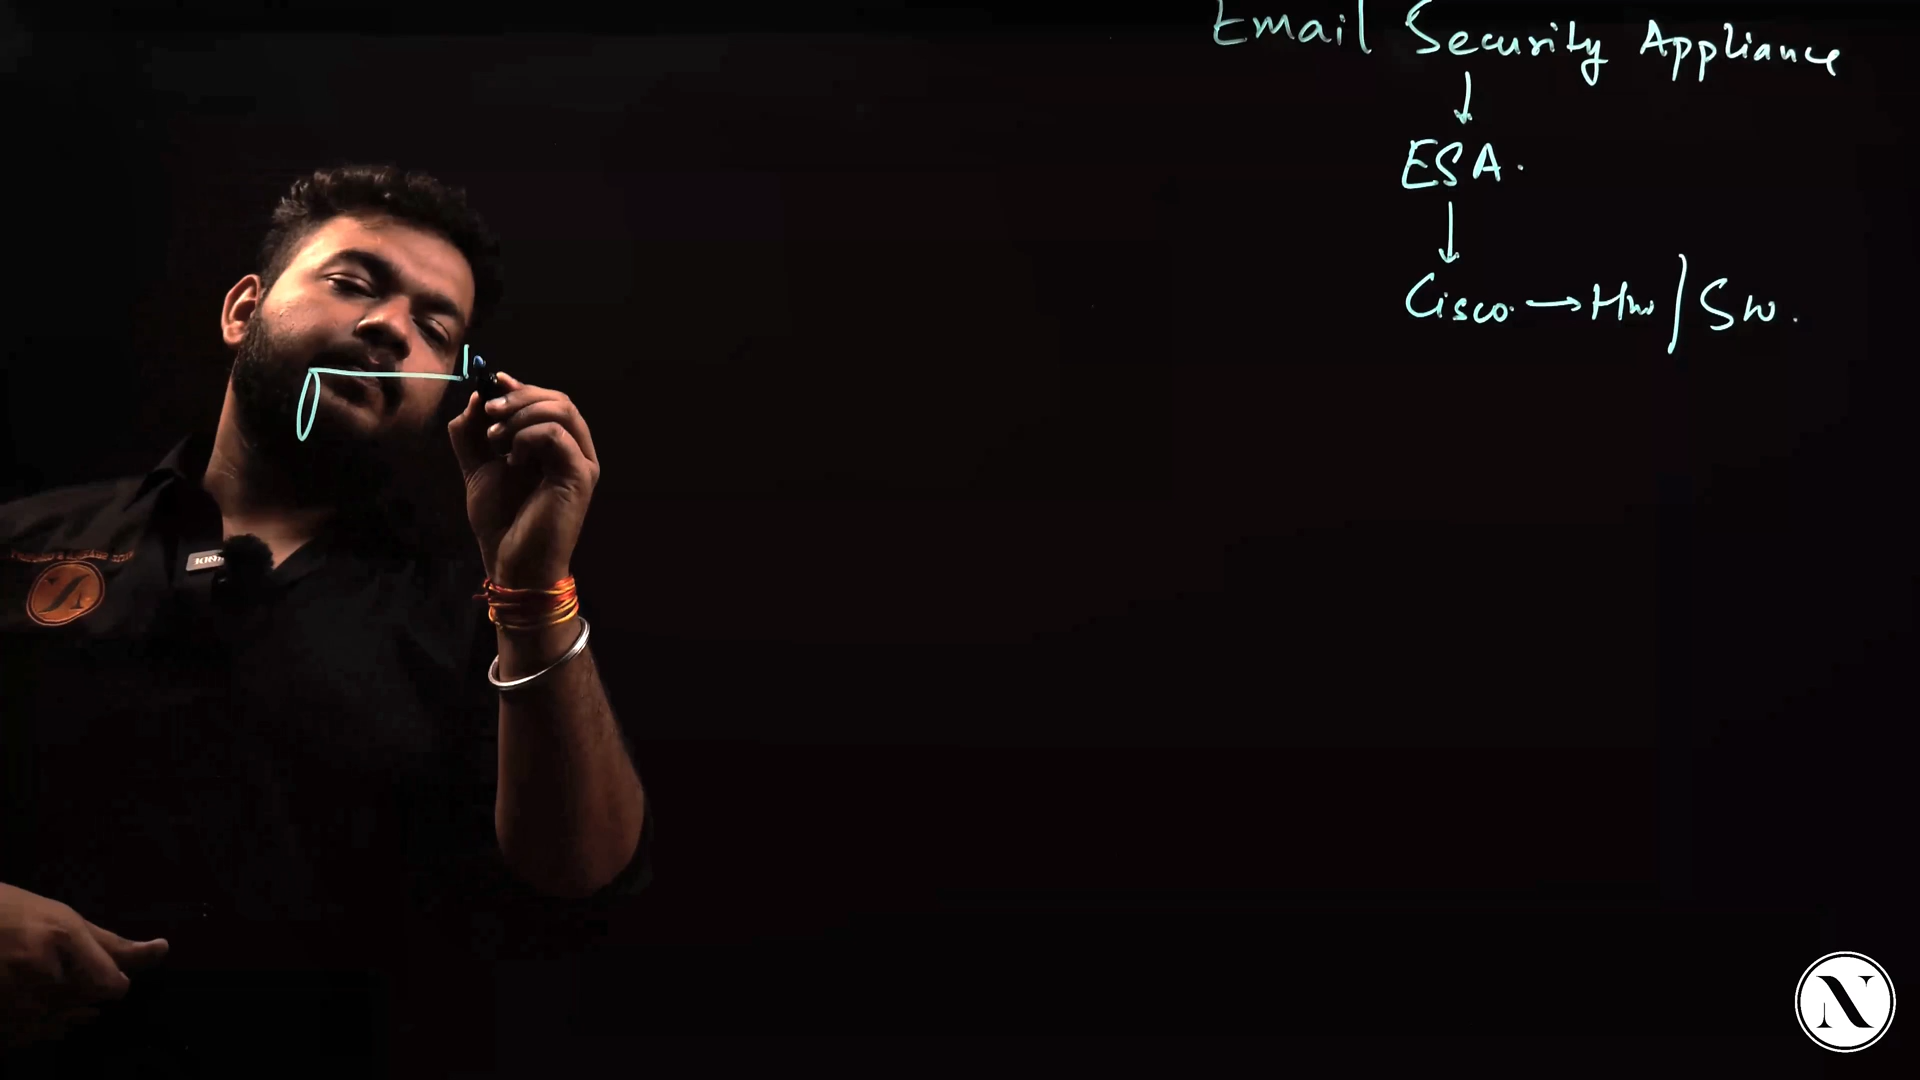 Email Security Appliance
↓
ESA.
↓
Cisco. → Hw / Sw.
N